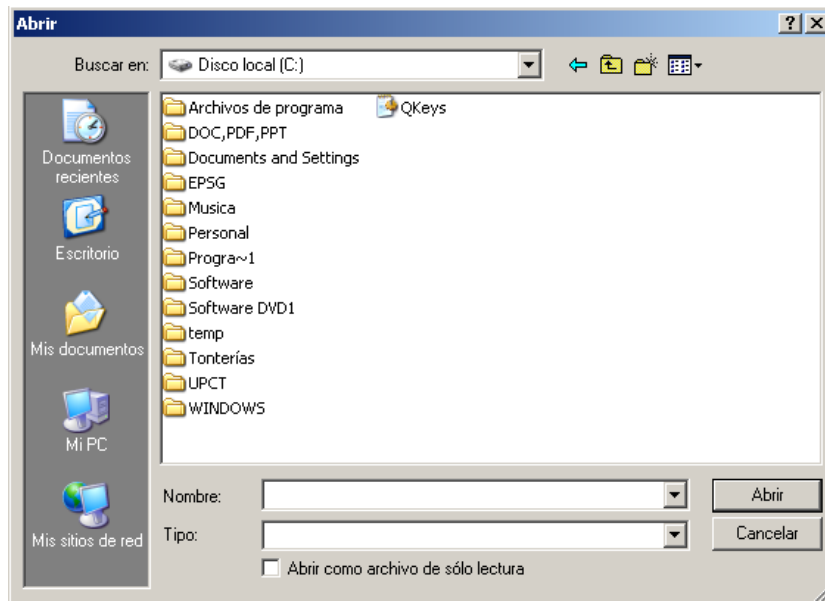 Abrir
Buscar en: Disco local (C:)
Documentos
recientes
Escritorio
Mis documentos
Mi PC
Mis sitios de red
Archivos de programa
DOC,PDF,PPT
Documents and Settings
EPSG
Musica
Personal
Progra~1
Software
Software DVD1
temp
Tonterías
UPCT
WINDOWS
QKeys
Nombre:
Abrir
Tipo:
Cancelar
Abrir como archivo de sólo lectura